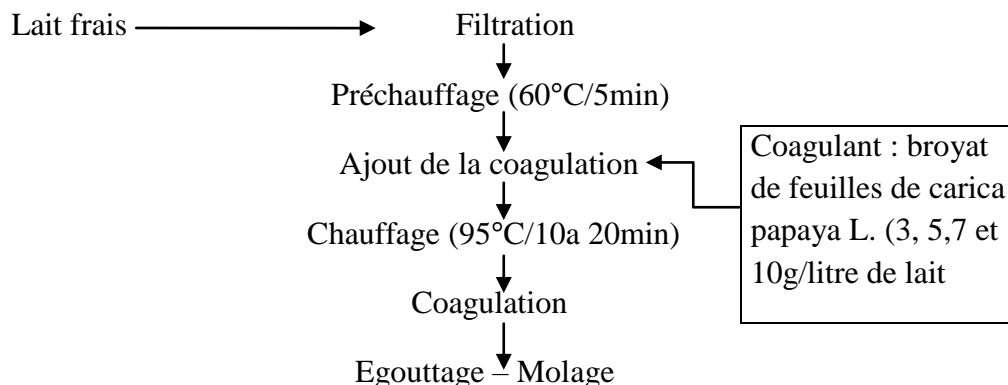 Lait frais
Filtration
Préchauffage (60°C/5min)
Ajout de la coagulation
Coagulant : broyat
de feuilles de carica
papaya L. (3, 5,7 et
10g/litre de lait
Chauffage (95°C/10a 20min)
Coagulation
Egouttage – Molage